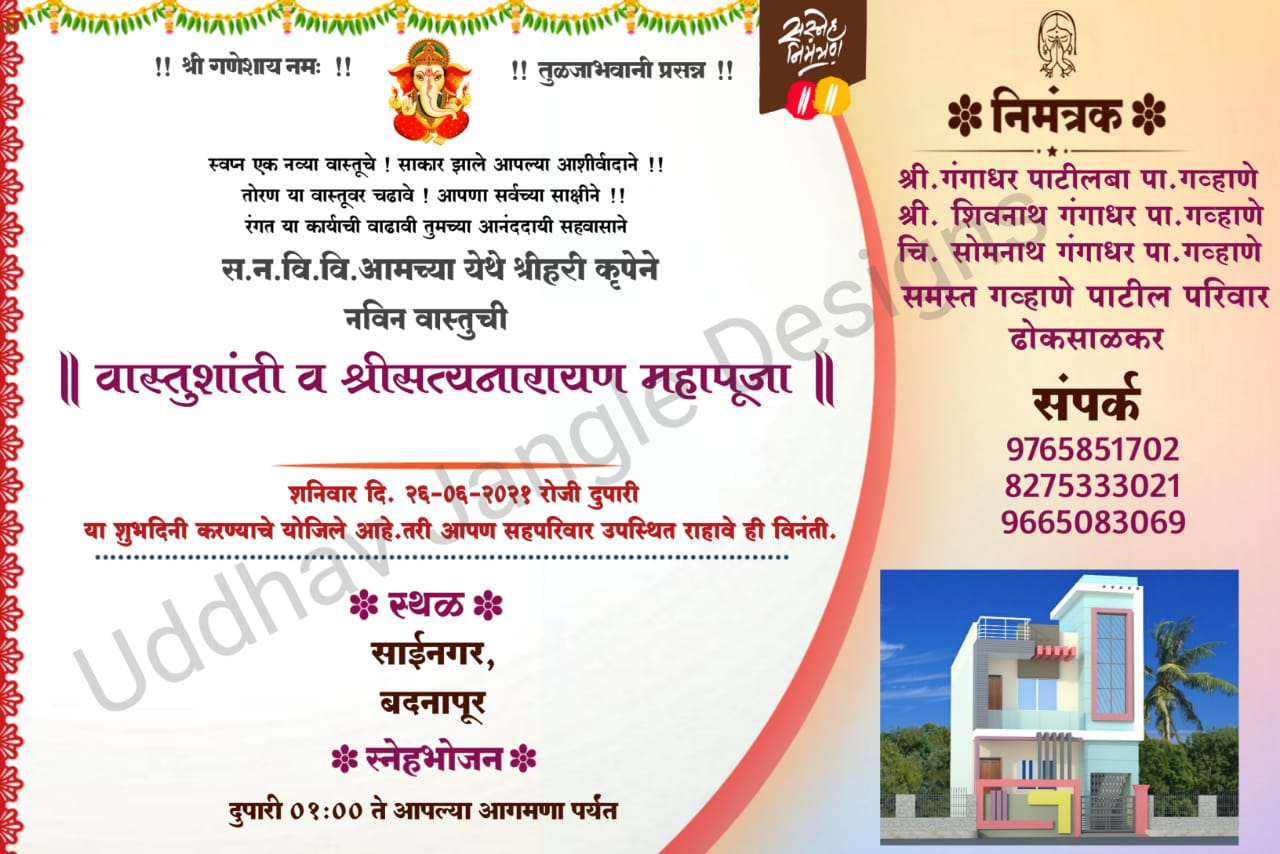 !! श्री गणेशाय नमः !!
!! तुळजाभवानी प्रसन्न !!
सस्नेह
निमंत्रण
स्वप्न एक नव्या वास्तूचे ! साकार झाले आपल्या आशीर्वादाने !!
तोरण या वास्तूवर चढावे ! आपणा सर्वच्या साक्षीने !!
रंगत या कार्याची वाढावी तुमच्या आनंददायी सहवासाने
स.न.वि.वि.आमच्या येथे श्रीहरी कृपेने
नविन वास्तुची
॥ वास्तुशांती व श्रीसत्यनारायण महापूजा ॥
शनिवार दि. २६-०६-२०२१ रोजी दुपारी
या शुभदिनी करण्याचे योजिले आहे.तरी आपण सहपरिवार उपस्थित राहावे ही विनंती.
स्थळ
साईनगर,
बदनापूर
स्नेहभोजन
दुपारी ०१:०० ते आपल्या आगमणा पर्यंत
निमंत्रक
श्री.गंगाधर पाटीलबा पा.गव्हाणे
श्री. शिवनाथ गंगाधर पा.गव्हाणे
चि. सोमनाथ गंगाधर पा.गव्हाणे
समस्त गव्हाणे पाटील परिवार
ढोकसाळकर
संपर्क
9765851702
8275333021
9665083069
Uddhav Jangle Designs